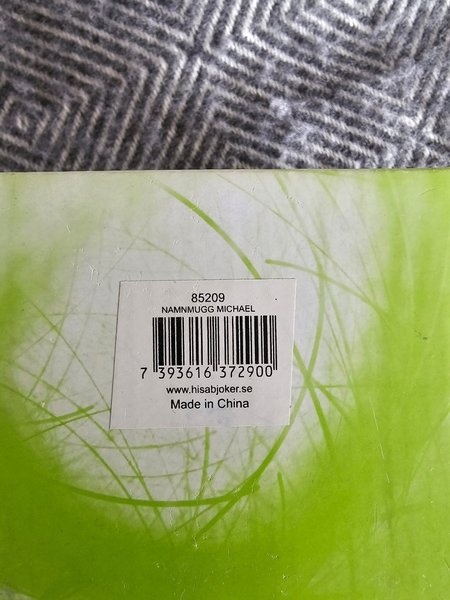 85209
NAMNMUGG MICHAEL
7 393616 372900
www.hisabjoker.se
Made in China